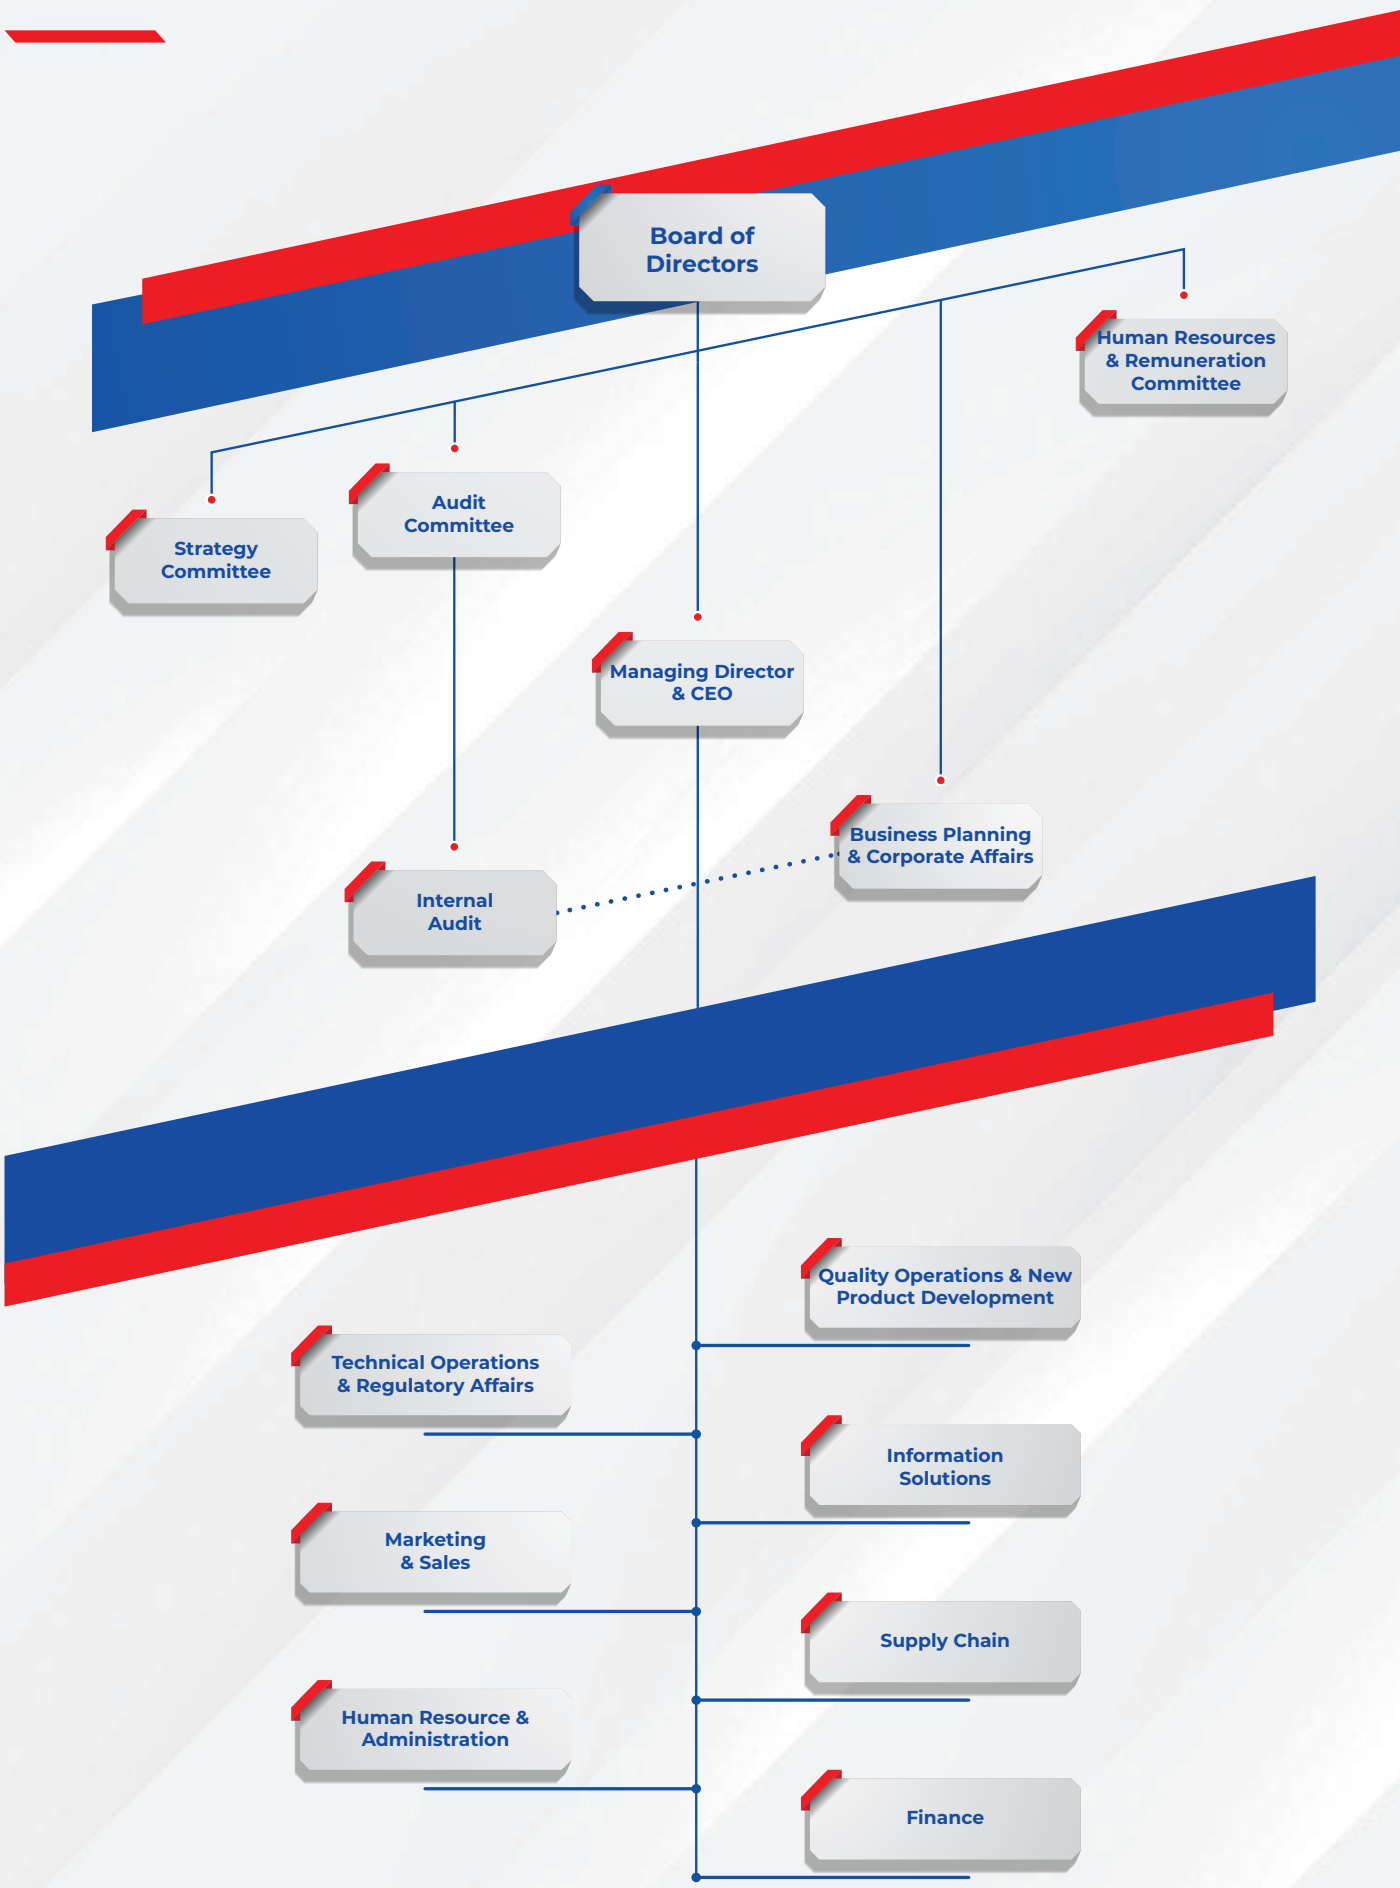 Board of
Directors
Human Resources
& Remuneration
Committee
Audit
Committee
Strategy
Committee
Managing Director
& CEO
Business Planning
& Corporate Affairs
Internal
Audit
Quality Operations & New
Product Development
Technical Operations
& Regulatory Affairs
Information
Solutions
Marketing
& Sales
Supply Chain
Human Resource &
Administration
Finance